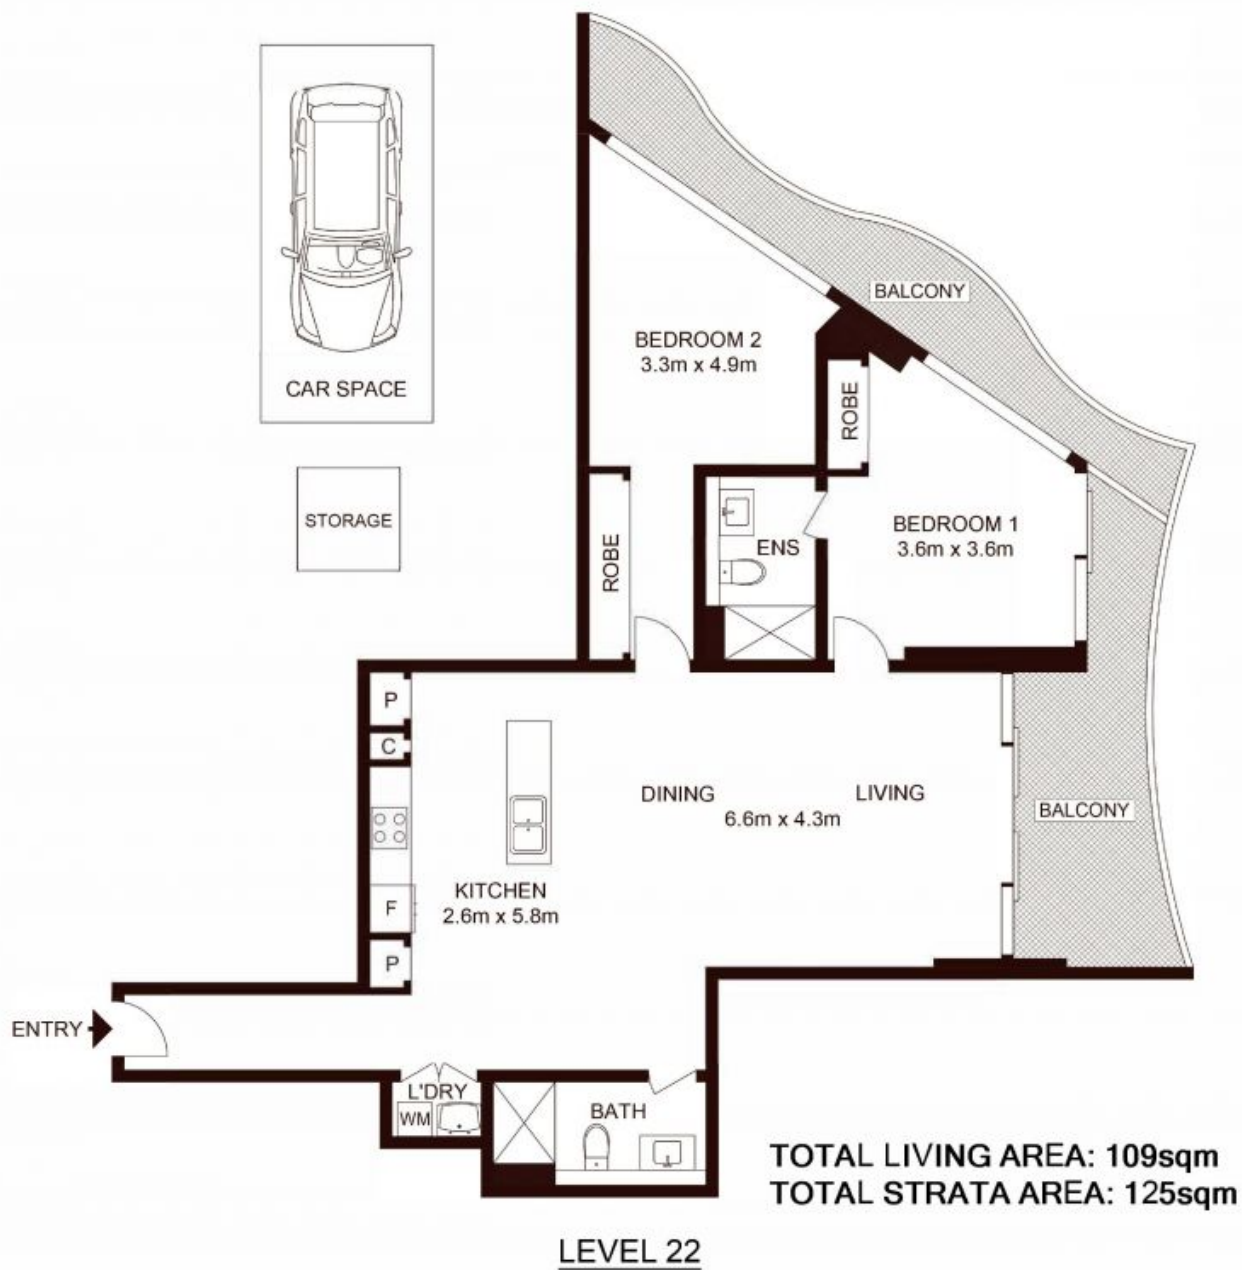 CAR SPACE
STORAGE
BALCONY
BEDROOM 2
3.3m x 4.9m
ROBE
BEDROOM 1
3.6m x 3.6m
ENS
ROBE
P
C
DINING
LIVING
6.6m x 4.3m
BALCONY
KITCHEN
2.6m x 5.8m
F
P
ENTRY
L'DRY
WM
BATH
TOTAL LIVING AREA: 109sqm
TOTAL STRATA AREA: 125sqm
LEVEL 22